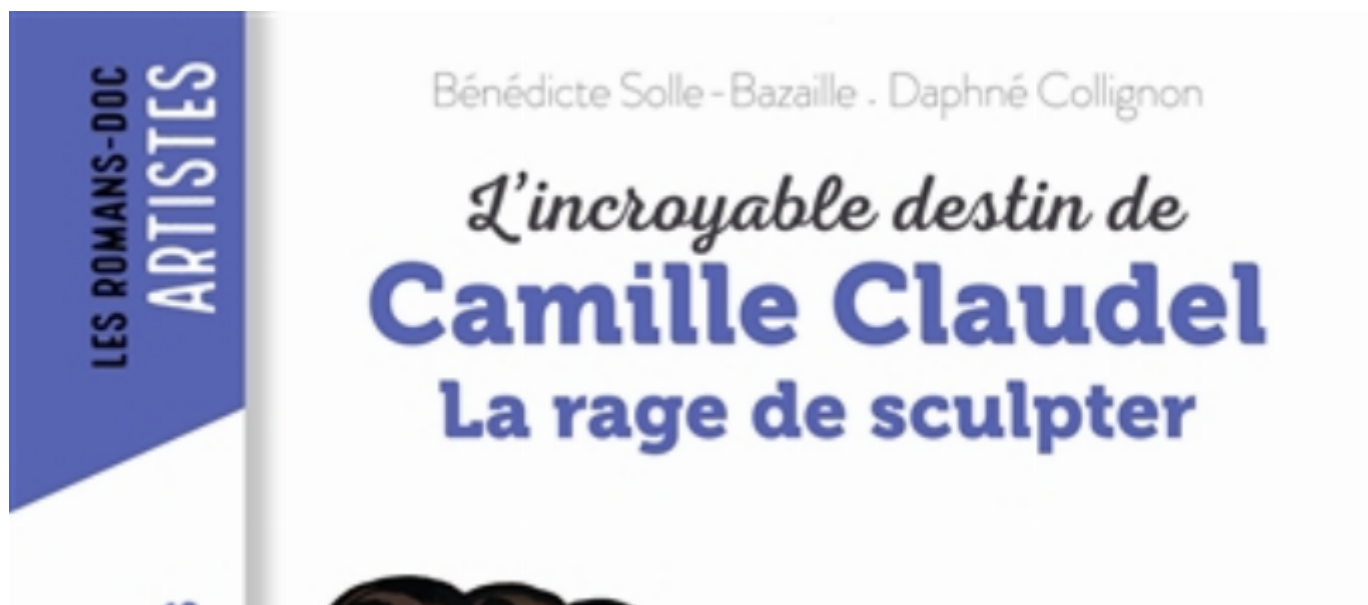 LES ROMANS-DOC
ARTISTES
Bénédicte Solle-Bazaille . Daphné Collignon
L'incroyable destin de
Camille Claudel
La rage de sculpter